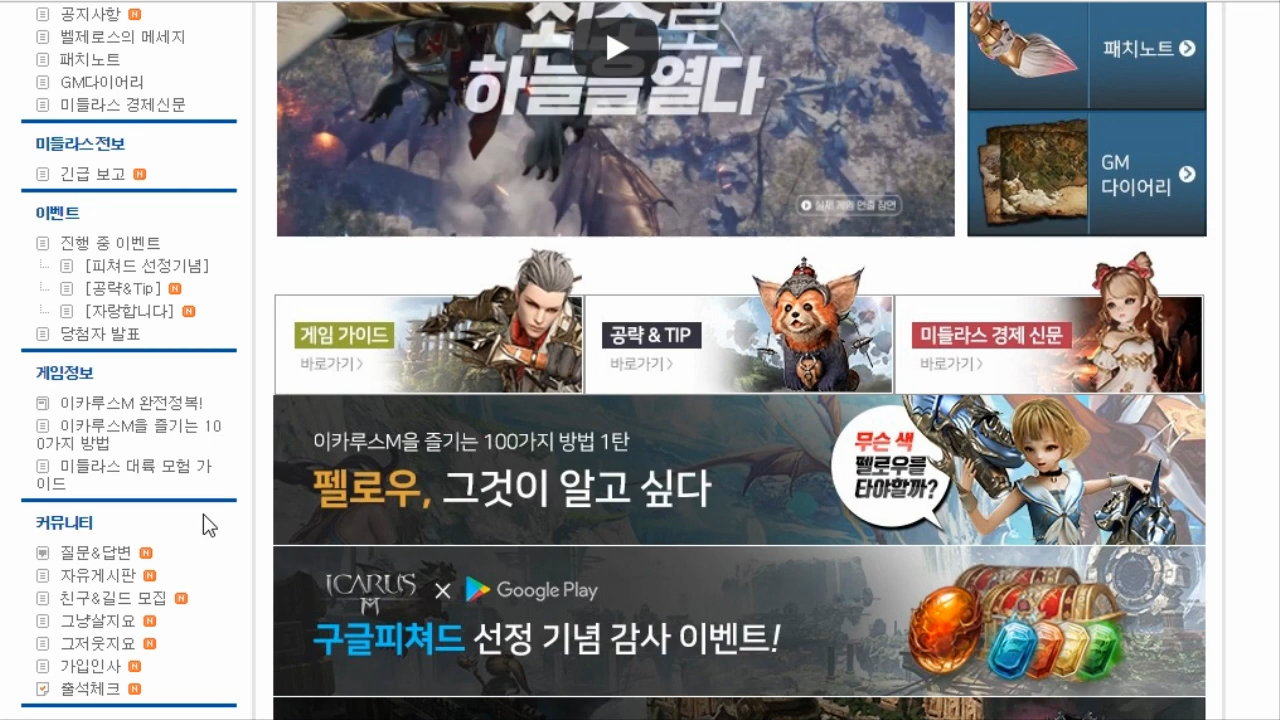 공지사항 N
벨제로스의 메세지
패치노트
GM다이어리
미들라스 경제신문
미들라스전보
긴급 보고 N
이벤트
진행 중 이벤트
[피쳐드 선정기념]
[공략&Tip] N
[자랑합니다] N
당첨자 발표
게임정보
이카루스M 완전정복!
이카루스M을 즐기는 10
0가지 방법
미들라스 대륙 모험 가
이드
커뮤니티
질문&답변 N
자유게시판 N
친구&길드 모집 N
그냥살지요 N
그저웃지요 N
가입인사 N
출석체크 N
하늘을 열다
실제 게임 연출 장면
패치노트
GM
다이어리
게임 가이드
바로가기 >
공략 & TIP
바로가기 >
미들라스 경제 신문
바로가기 >
이카루스M을 즐기는 100가지 방법 1탄
펠로우, 그것이 알고 싶다
무슨 색
펠로우를
타야할까?
ICARUS M × Google Play
구글피쳐드 선정 기념 감사 이벤트!